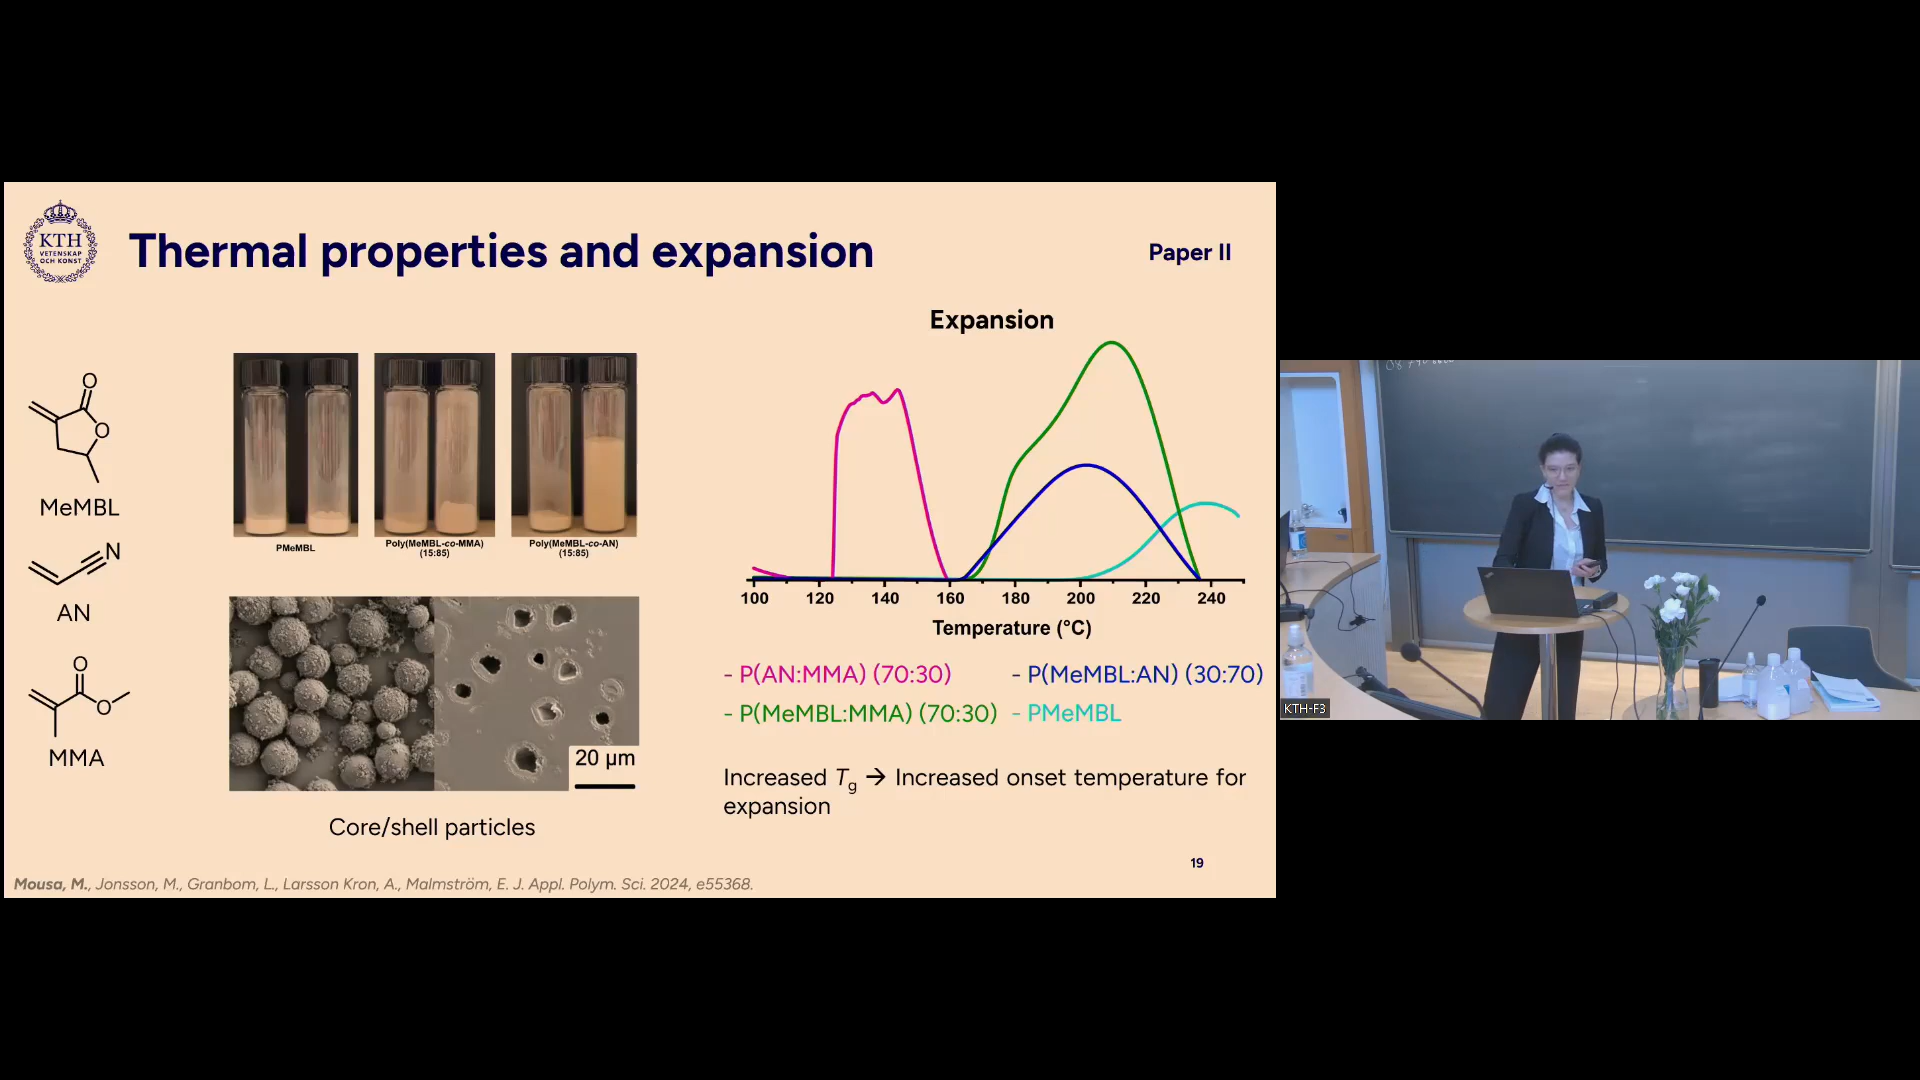 KTH
VETENSKAP
OCH KONST
Thermal properties and expansion
Paper II
O
O
MeMBL
N
AN
O
O
MMA
PMeMBL
Poly(MeMBL-co-MMA)
(15:85)
Poly(MeMBL-co-AN)
(15:85)
20 µm
Core/shell particles
Expansion
100 120 140 160 180 200 220 240
Temperature (°C)
- P(AN:MMA) (70:30) - P(MeMBL:AN) (30:70)
- P(MeMBL:MMA) (70:30) - PMeMBL
Increased Tg → Increased onset temperature for
expansion
19
Mousa, M., Jonsson, M., Granbom, L., Larsson Kron, A., Malmström, E. J. Appl. Polym. Sci. 2024, e55368.
KTH-F3